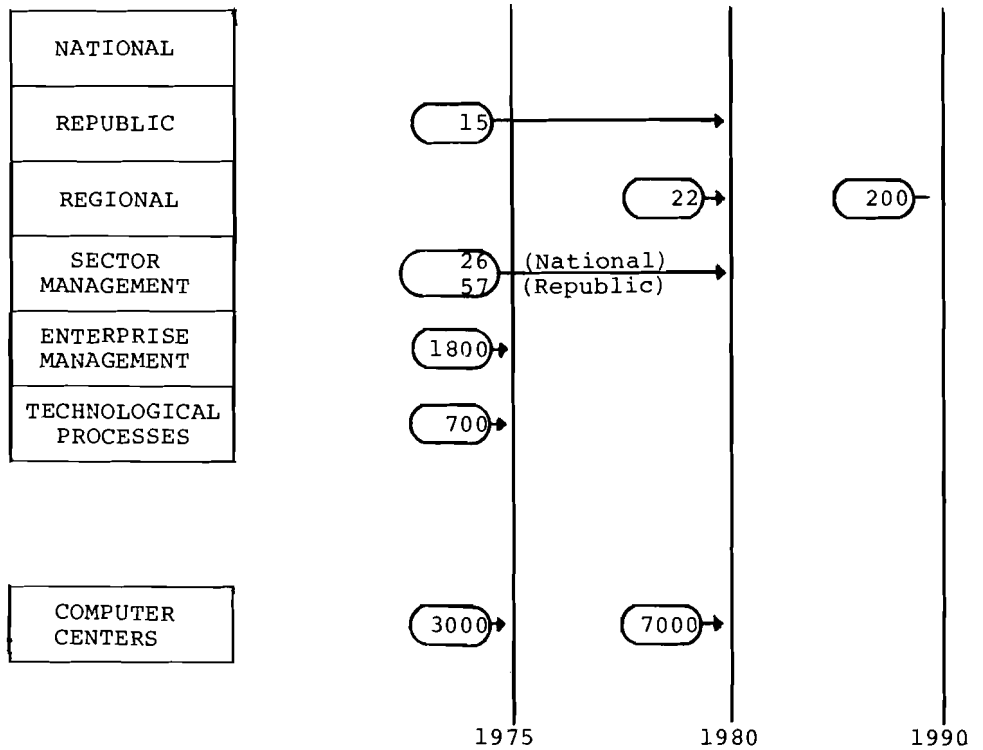 NATIONAL
REPUBLIC
15
REGIONAL
22
200
SECTOR
MANAGEMENT
26 (National)
57 (Republic)
ENTERPRISE
MANAGEMENT
1800
TECHNOLOGICAL
PROCESSES
700
COMPUTER
CENTERS
3000
7000
1975
1980
1990